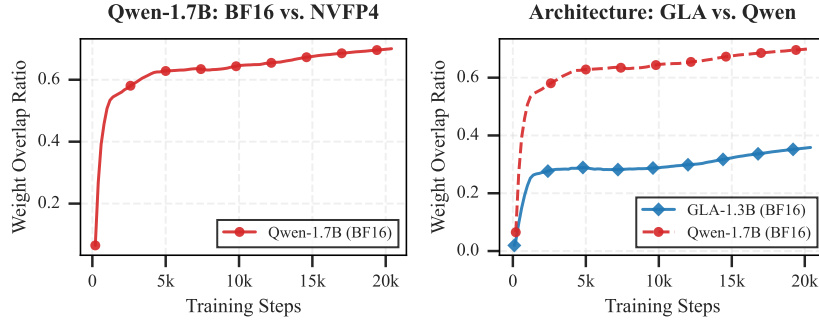 Qwen-1.7B: BF16 vs. NVFP4
Weight Overlap Ratio
0.6
0.4
0.2
0
5k
10k
15k
20k
Training Steps
Qwen-1.7B (BF16)
Architecture: GLA vs. Qwen
Weight Overlap Ratio
0.6
0.4
0.2
0.0
0
5k
10k
15k
20k
Training Steps
GLA-1.3B (BF16)
Qwen-1.7B (BF16)